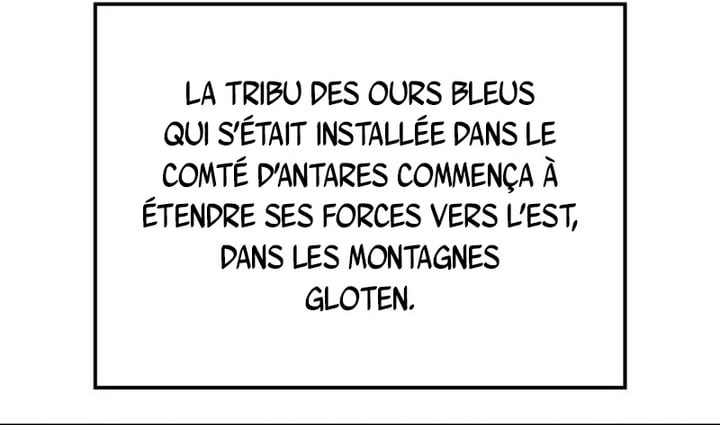 LA TRIBU DES OURS BLEUS
QUI S'ÉTAIT INSTALLÉE DANS LE
COMTÉ D'ANTARES COMMENÇA À
ÉTENDRE SES FORCES VERS L'EST,
DANS LES MONTAGNES
GLOTEN.